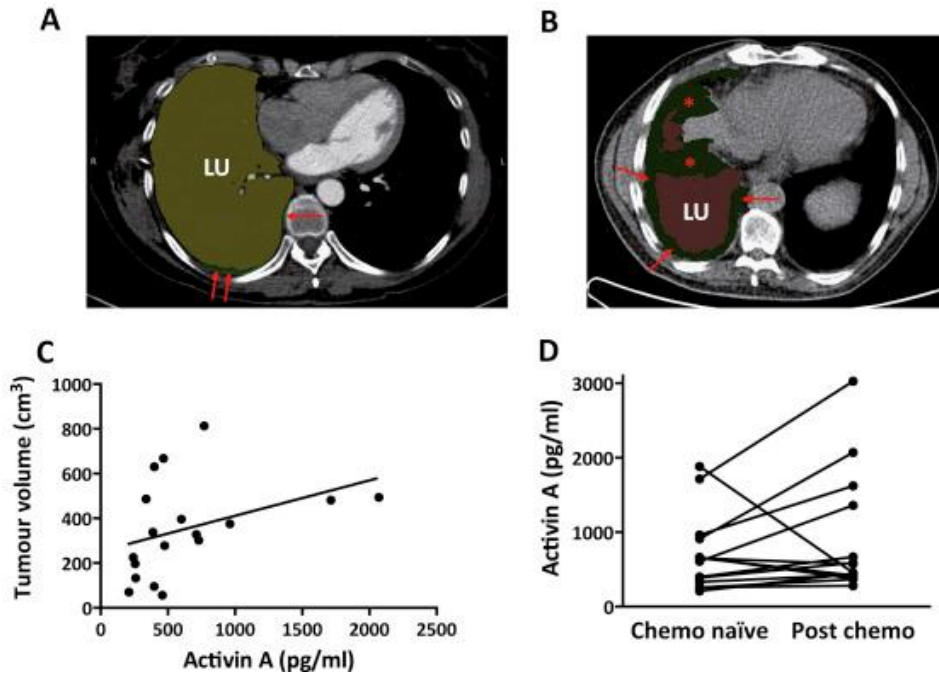 A
B
R
LU
L
*
*
LU
C
D
Tumour volume (cm³)
1000
800
600
400
200
0
0 500 1000 1500 2000 2500
Activin A (pg/ml)
Activin A (pg/ml)
3000
2000
1000
0
Chemo naïve Post chemo